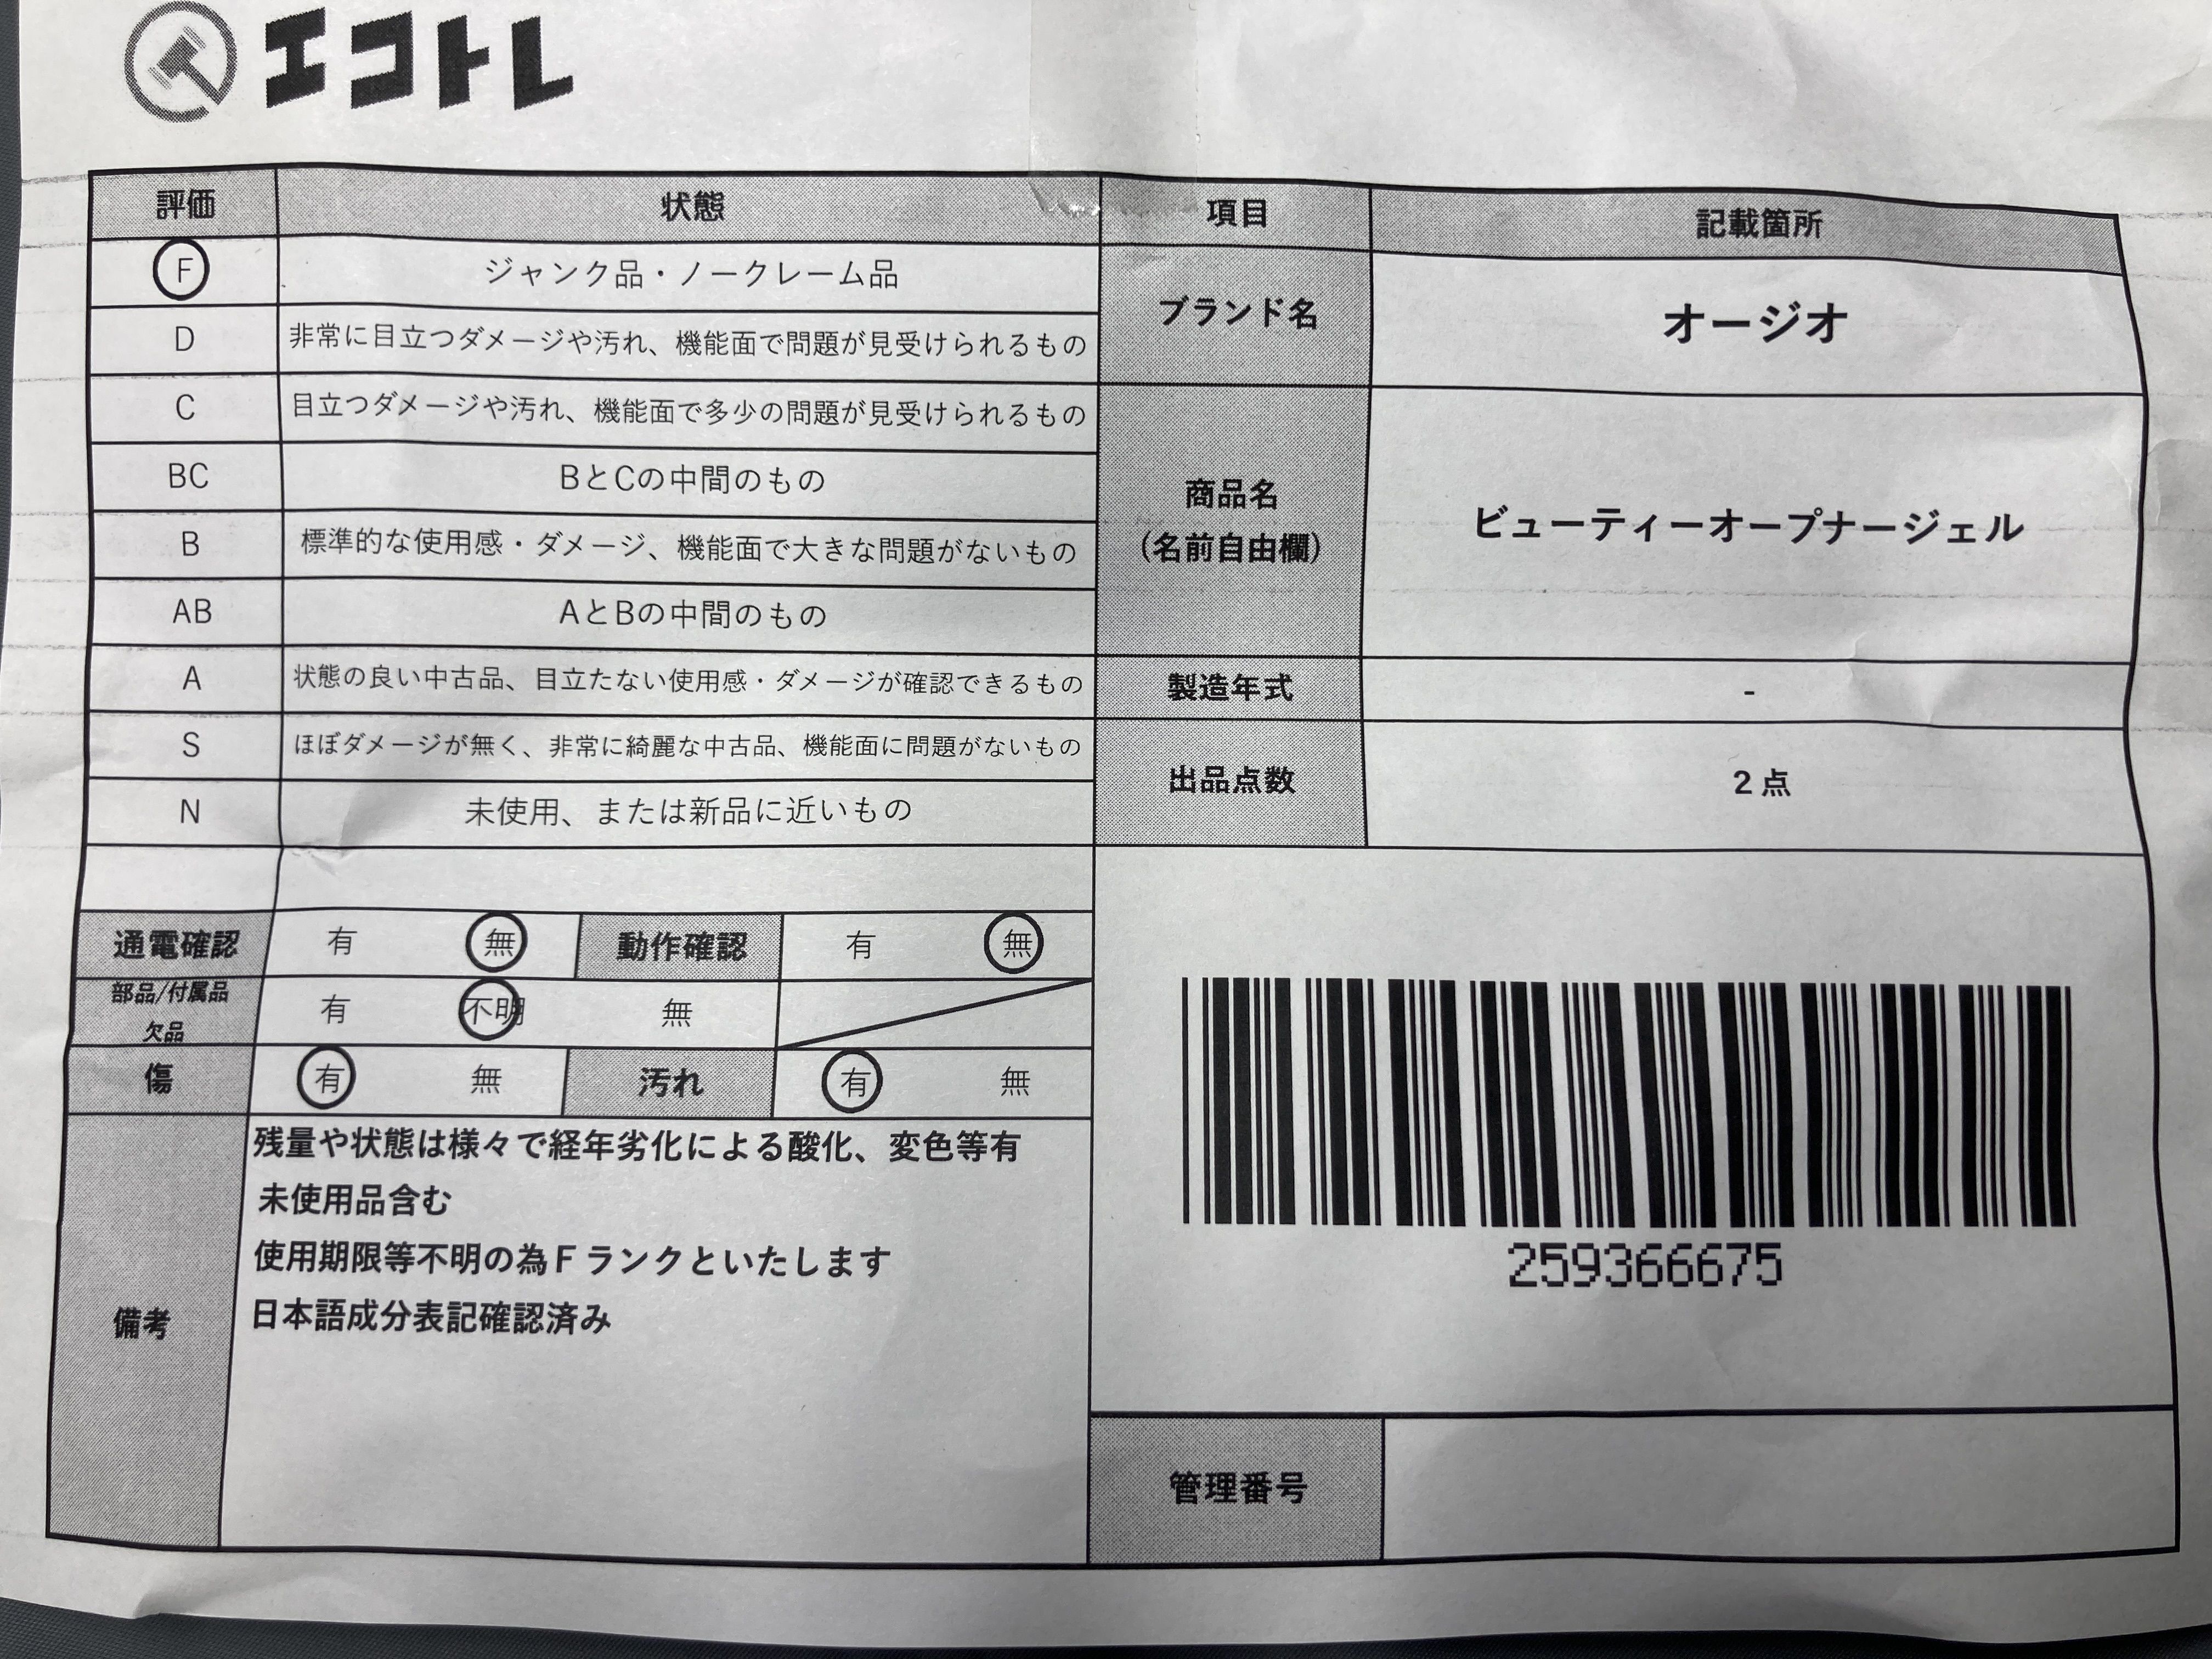 エコトレ
評価 状態 項目 記載箇所
F ジャンク品・ノークレーム品
D 非常に目立つダメージや汚れ、機能面で問題が見受けられるもの
ブランド名 オージオ
C 目立つダメージや汚れ、機能面で多少の問題が見受けられるもの
BC BとCの中間のもの
B 標準的な使用感・ダメージ、機能面で大きな問題がないもの
AB AとBの中間のもの
商品名
(名前自由欄)
ビューティーオープナージェル
A 状態の良い中古品、目立たない使用感・ダメージが確認できるもの
製造年式 -
S ほぼダメージが無く、非常に綺麗な中古品、機能面に問題がないもの
N 未使用、または新品に近いもの
出品点数 2点
通電確認 有 無 動作確認 有 無
部品/付属品
欠品
有 不明 無
傷 有 無 汚れ 有 無
備考
残量や状態は様々で経年劣化による酸化、変色等有
未使用品含む
使用期限等不明の為Fランクといたします
日本語成分表記確認済み
259366675
管理番号